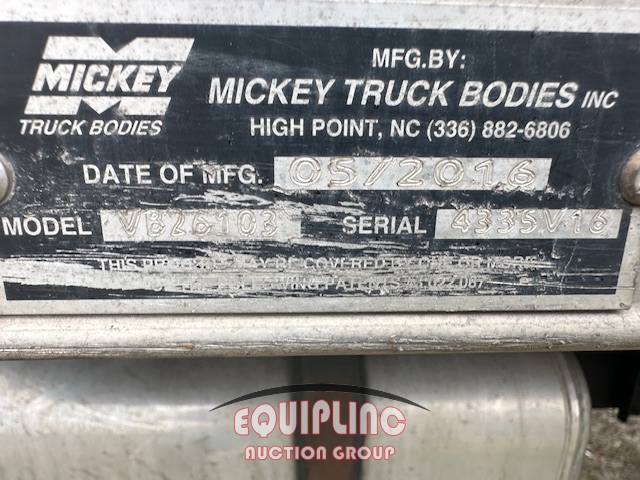 MICKEY
TRUCK BODIES
MFG.BY:
MICKEY TRUCK BODIES INC
HIGH POINT, NC (336) 882-6806
DATE OF MFG. 05/2016
MODEL VB26103 SERIAL 4335V16
THIS
EQUIPLINC
AUCTION GROUP